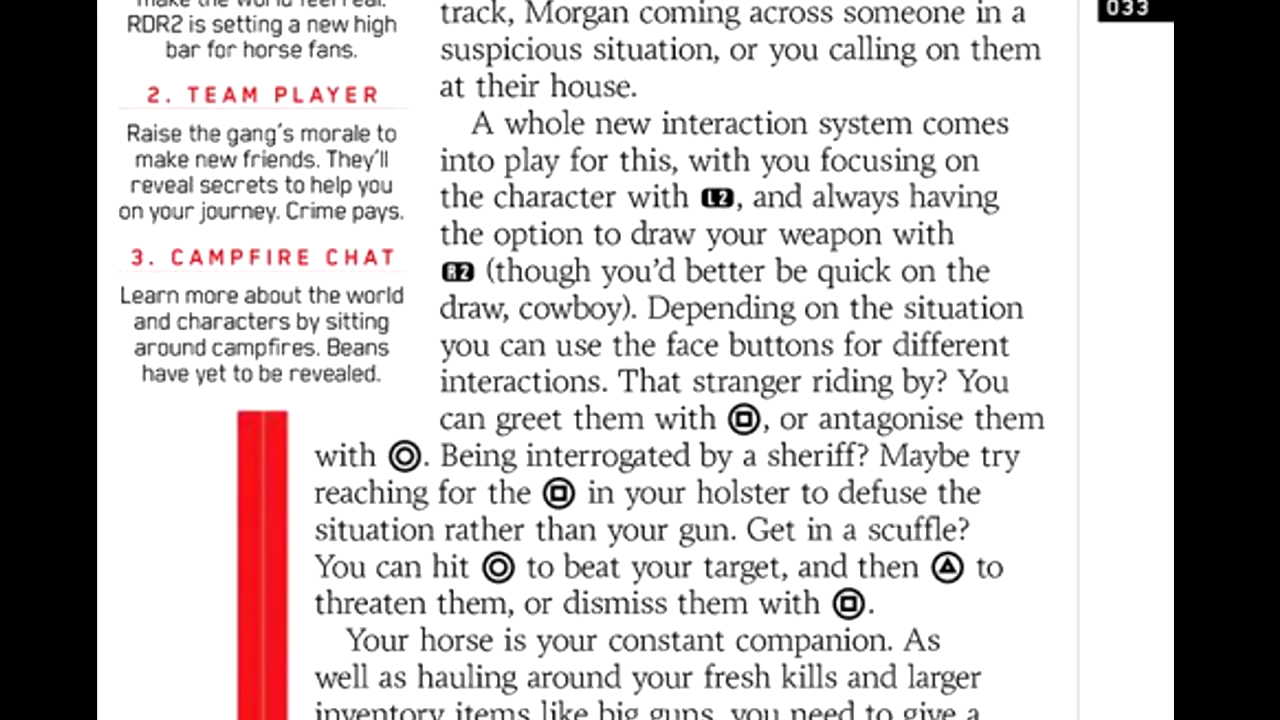 RDR2 is setting a new high
bar for horse fans.
2. TEAM PLAYER
Raise the gang's morale to
make new friends. They'll
reveal secrets to help you
on your journey. Crime pays.
3. CAMPFIRE CHAT
Learn more about the world
and characters by sitting
around campfires. Beans
have yet to be revealed.
track, Morgan coming across someone in a
suspicious situation, or you calling on them
at their house.
A whole new interaction system comes
into play for this, with you focusing on
the character with L2, and always having
the option to draw your weapon with
R2 (though you'd better be quick on the
draw, cowboy). Depending on the situation
you can use the face buttons for different
interactions. That stranger riding by? You
can greet them with , or antagonise them
with . Being interrogated by a sheriff? Maybe try
reaching for the in your holster to defuse the
situation rather than your gun. Get in a scuffle?
You can hit to beat your target, and then to
threaten them, or dismiss them with .
Your horse is your constant companion. As
well as hauling around your fresh kills and larger
inventory items like big guns, you need to give a
033